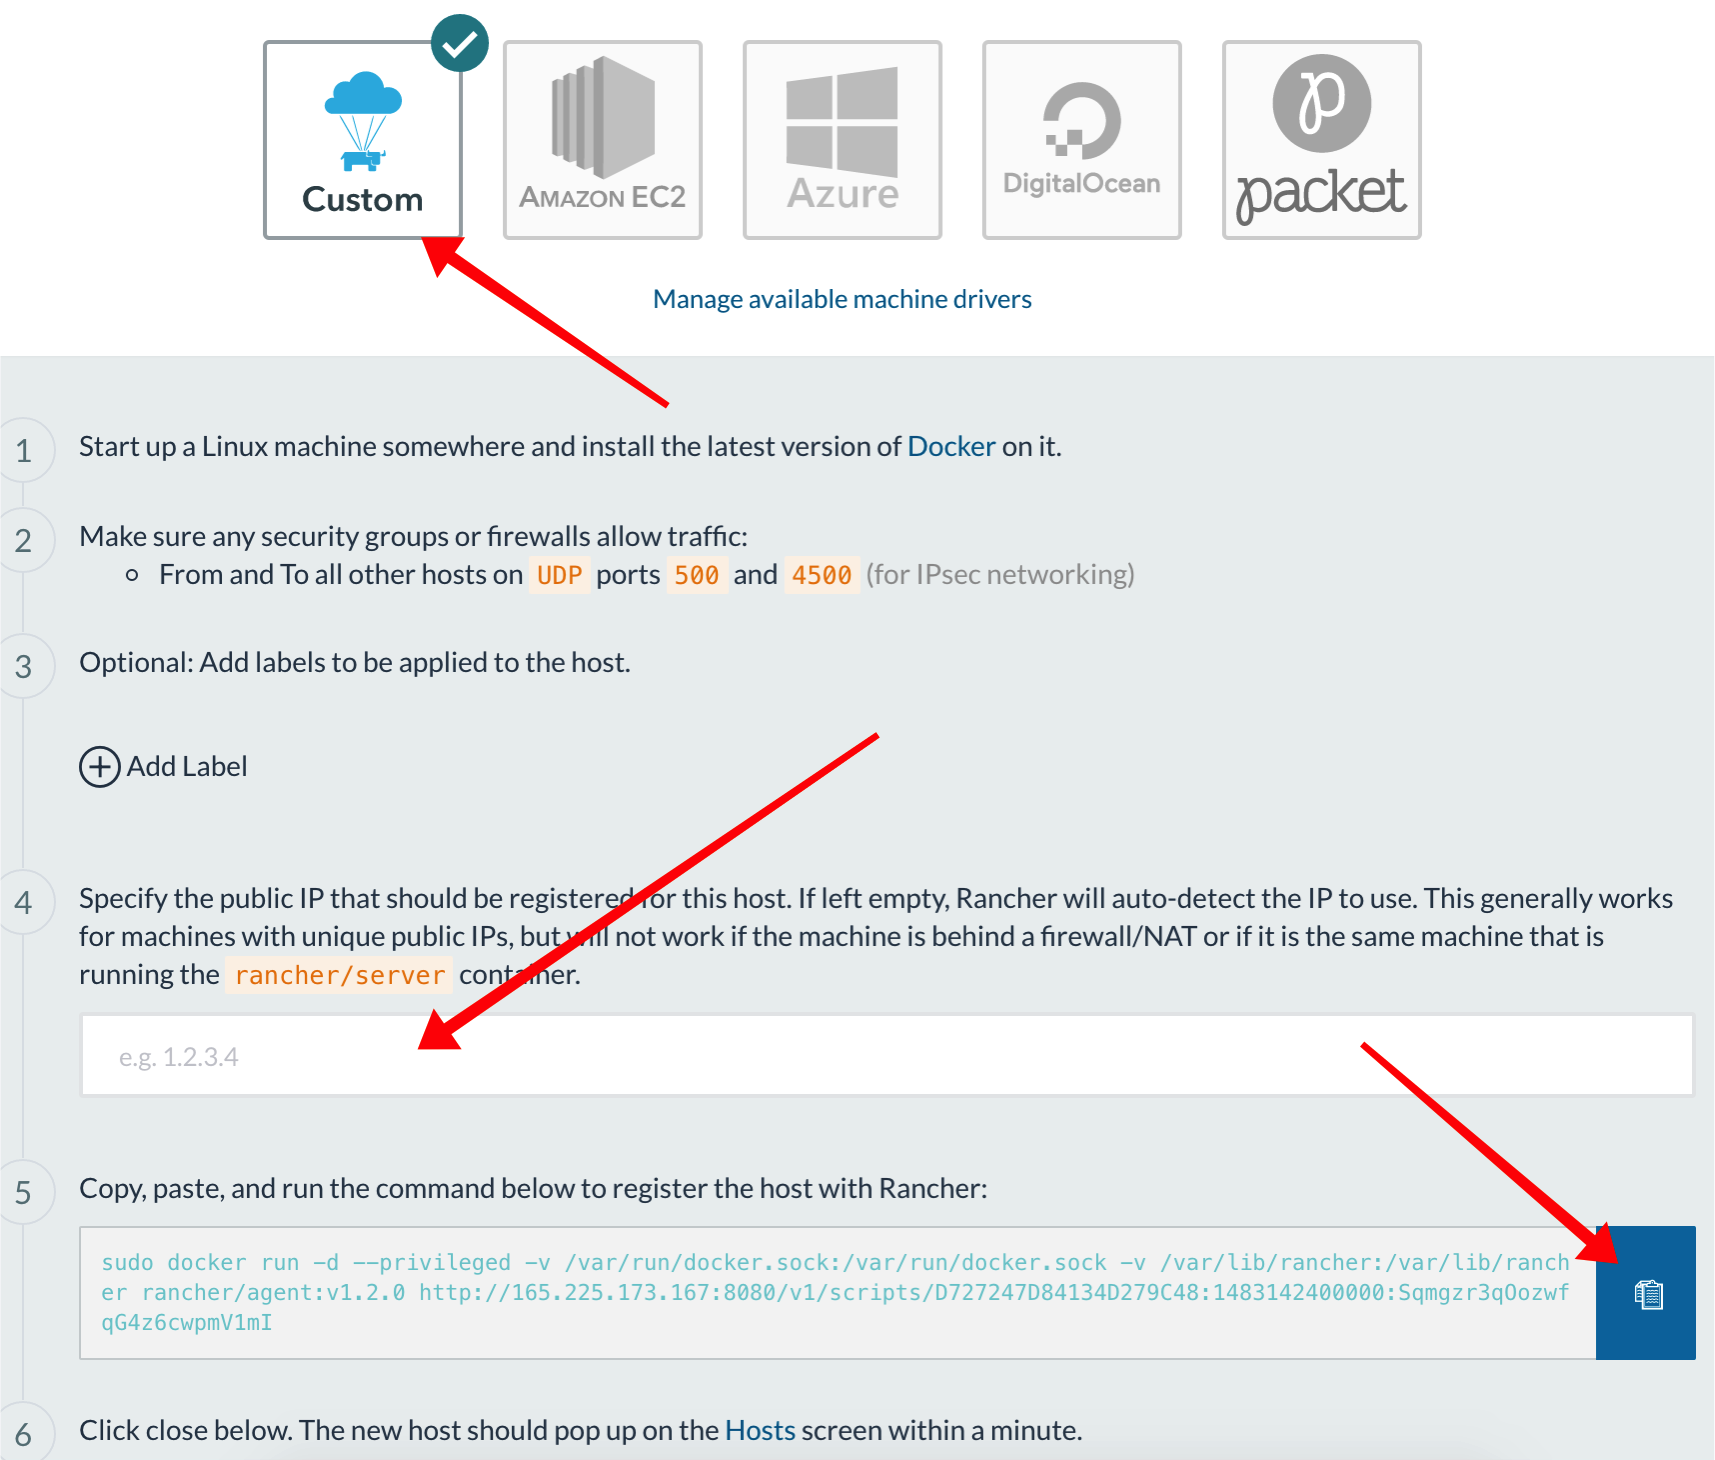 Custom
AMAZON EC2
Azure
DigitalOcean
packet
Manage available machine drivers
1 Start up a Linux machine somewhere and install the latest version of Docker on it.
2 Make sure any security groups or firewalls allow traffic:
From and To all other hosts on UDP ports 500 and 4500 (for IPsec networking)
3 Optional: Add labels to be applied to the host.
Add Label
4 Specify the public IP that should be registered for this host. If left empty, Rancher will auto-detect the IP to use. This generally works
for machines with unique public IPs, but will not work if the machine is behind a firewall/NAT or if it is the same machine that is
running the rancher/server container.
e.g. 1.2.3.4
5 Copy, paste, and run the command below to register the host with Rancher:
sudo docker run -d --privileged -v /var/run/docker.sock:/var/run/docker.sock -v /var/lib/rancher:/var/lib/ranch
er rancher/agent:v1.2.0 http://165.225.173.167:8080/v1/scripts/D727247D84134D279C48:1483142400000:Sqmgzr3qOozwf
qG4z6cwpmV1mI
6 Click close below. The new host should pop up on the Hosts screen within a minute.